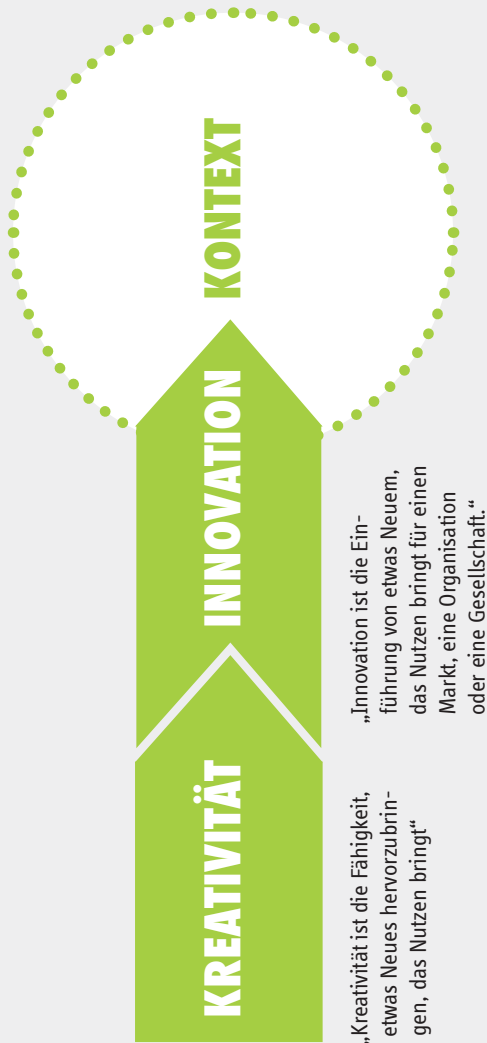 KREATIVITÄT
INNOVATION
KONTEXT
„Kreativität ist die Fähigkeit,
etwas Neues hervorzubrin-
gen, das Nutzen bringt“
„Innovation ist die Ein-
führung von etwas Neuem,
das Nutzen bringt für einen
Markt, eine Organisation
oder eine Gesellschaft.“